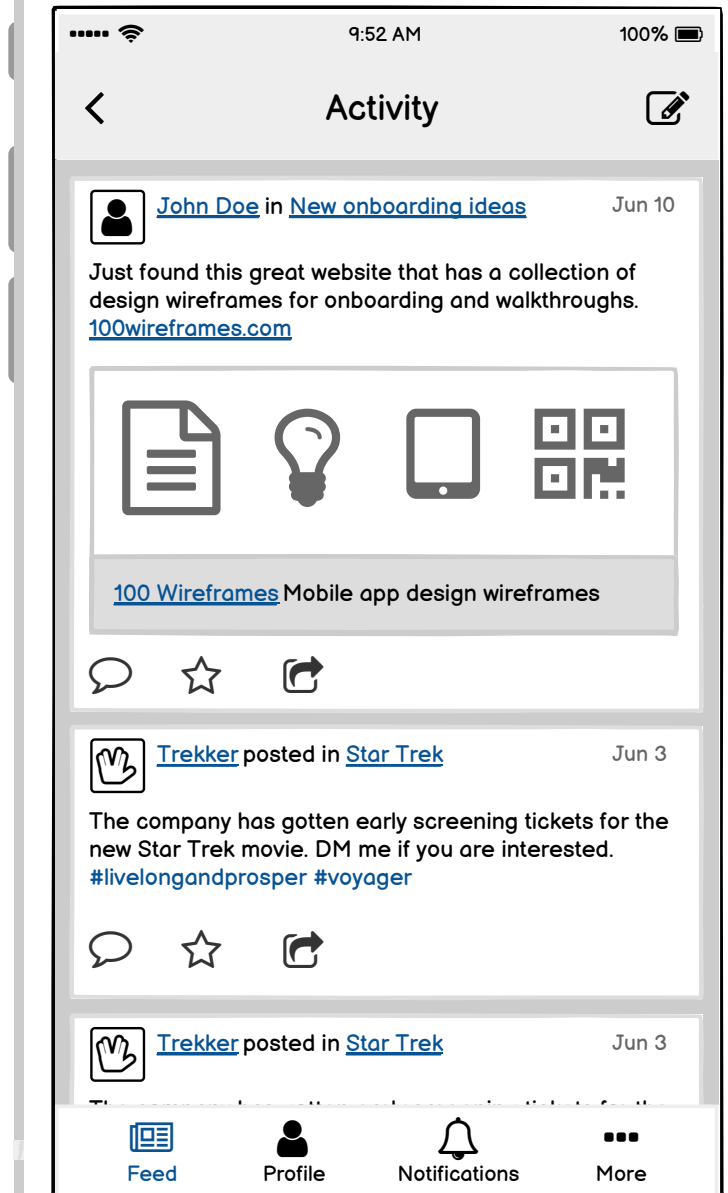 9:52 AM
100%
Activity
John Doe in New onboarding ideas
Jun 10
Just found this great website that has a collection of
design wireframes for onboarding and walkthroughs.
100wireframes.com
100 Wireframes Mobile app design wireframes
Trekker posted in Star Trek
Jun 3
The company has gotten early screening tickets for the
new Star Trek movie. DM me if you are interested.
#livelongandprosper #voyager
Trekker posted in Star Trek
Jun 3
Feed
Profile
Notifications
More